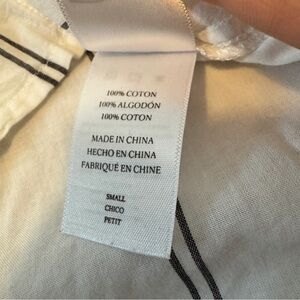 100% COTON
100% ALGODÓN
100% COTON
MADE IN CHINA
HECHO EN CHINA
FABRIQUÉ EN CHINE
SMALL
CHICO
PETIT